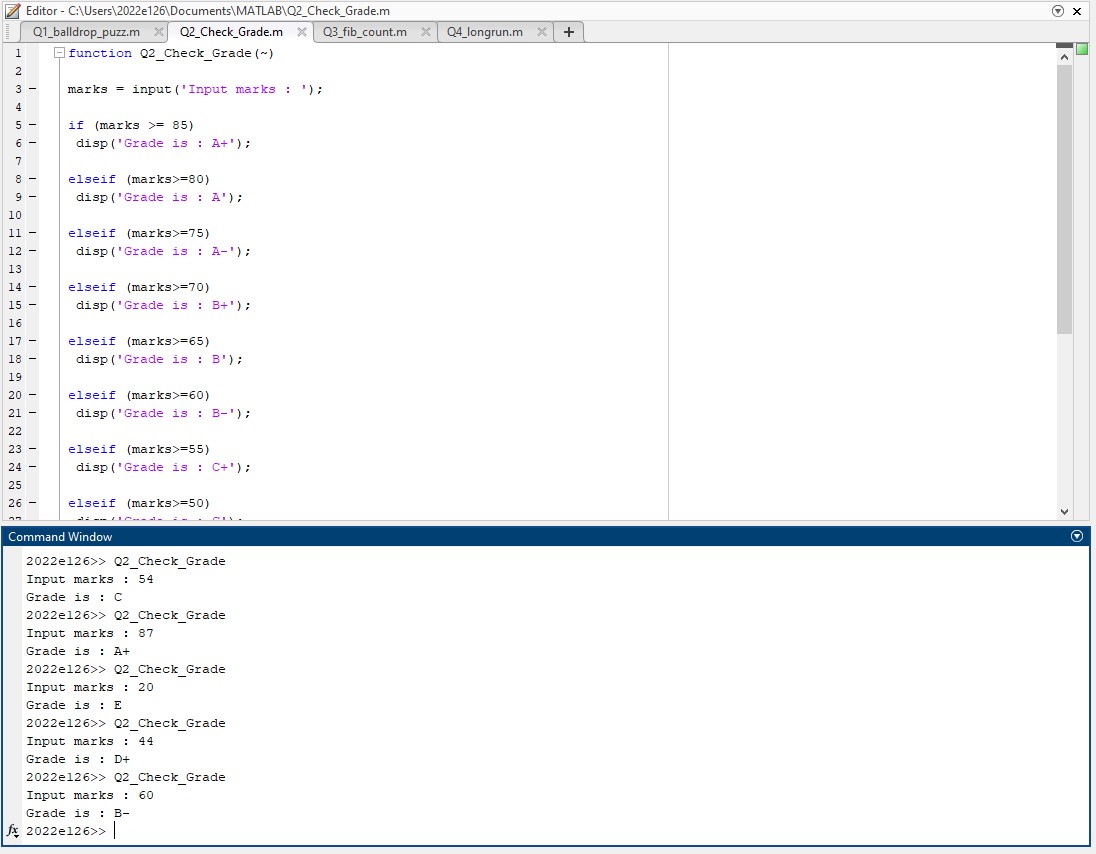 Editor - C:\Users\2022e126\Documents\MATLAB\Q2_Check_Grade.m
Q1_balldrop_puzz.m Q2_Check_Grade.m Q3_fib_count.m Q4_longrun.m +
1 function Q2_Check_Grade(~)
2
3 – marks = input('Input marks : ');
4
5 – if (marks >= 85)
6 – disp('Grade is : A+');
7
8 – elseif (marks>=80)
9 – disp('Grade is : A');
10
11 – elseif (marks>=75)
12 – disp('Grade is : A-');
13
14 – elseif (marks>=70)
15 – disp('Grade is : B+');
16
17 – elseif (marks>=65)
18 – disp('Grade is : B');
19
20 – elseif (marks>=60)
21 – disp('Grade is : B-');
22
23 – elseif (marks>=55)
24 – disp('Grade is : C+');
25
26 – elseif (marks>=50)
27 – disp('Grade is : C');
Command Window
2022e126>> Q2_Check_Grade
Input marks : 54
Grade is : C
2022e126>> Q2_Check_Grade
Input marks : 87
Grade is : A+
2022e126>> Q2_Check_Grade
Input marks : 20
Grade is : E
2022e126>> Q2_Check_Grade
Input marks : 44
Grade is : D+
2022e126>> Q2_Check_Grade
Input marks : 60
Grade is : B-
fx 2022e126>>